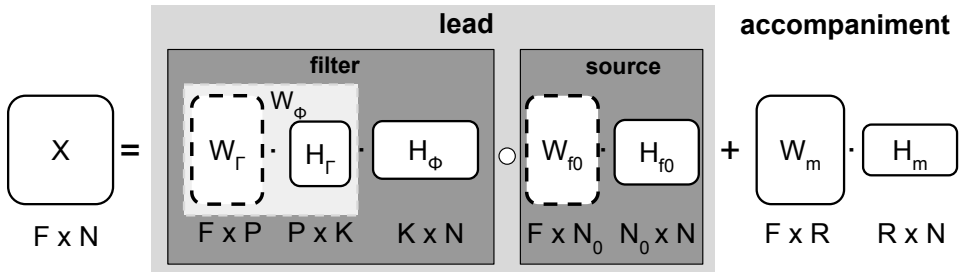 lead accompaniment
filter source
X = W_Γ · H_Γ W_Φ · H_Φ ○ W_f0 · H_f0 + W_m · H_m
F x N F x P P x K K x N F x N_0 N_0 x N F x R R x N